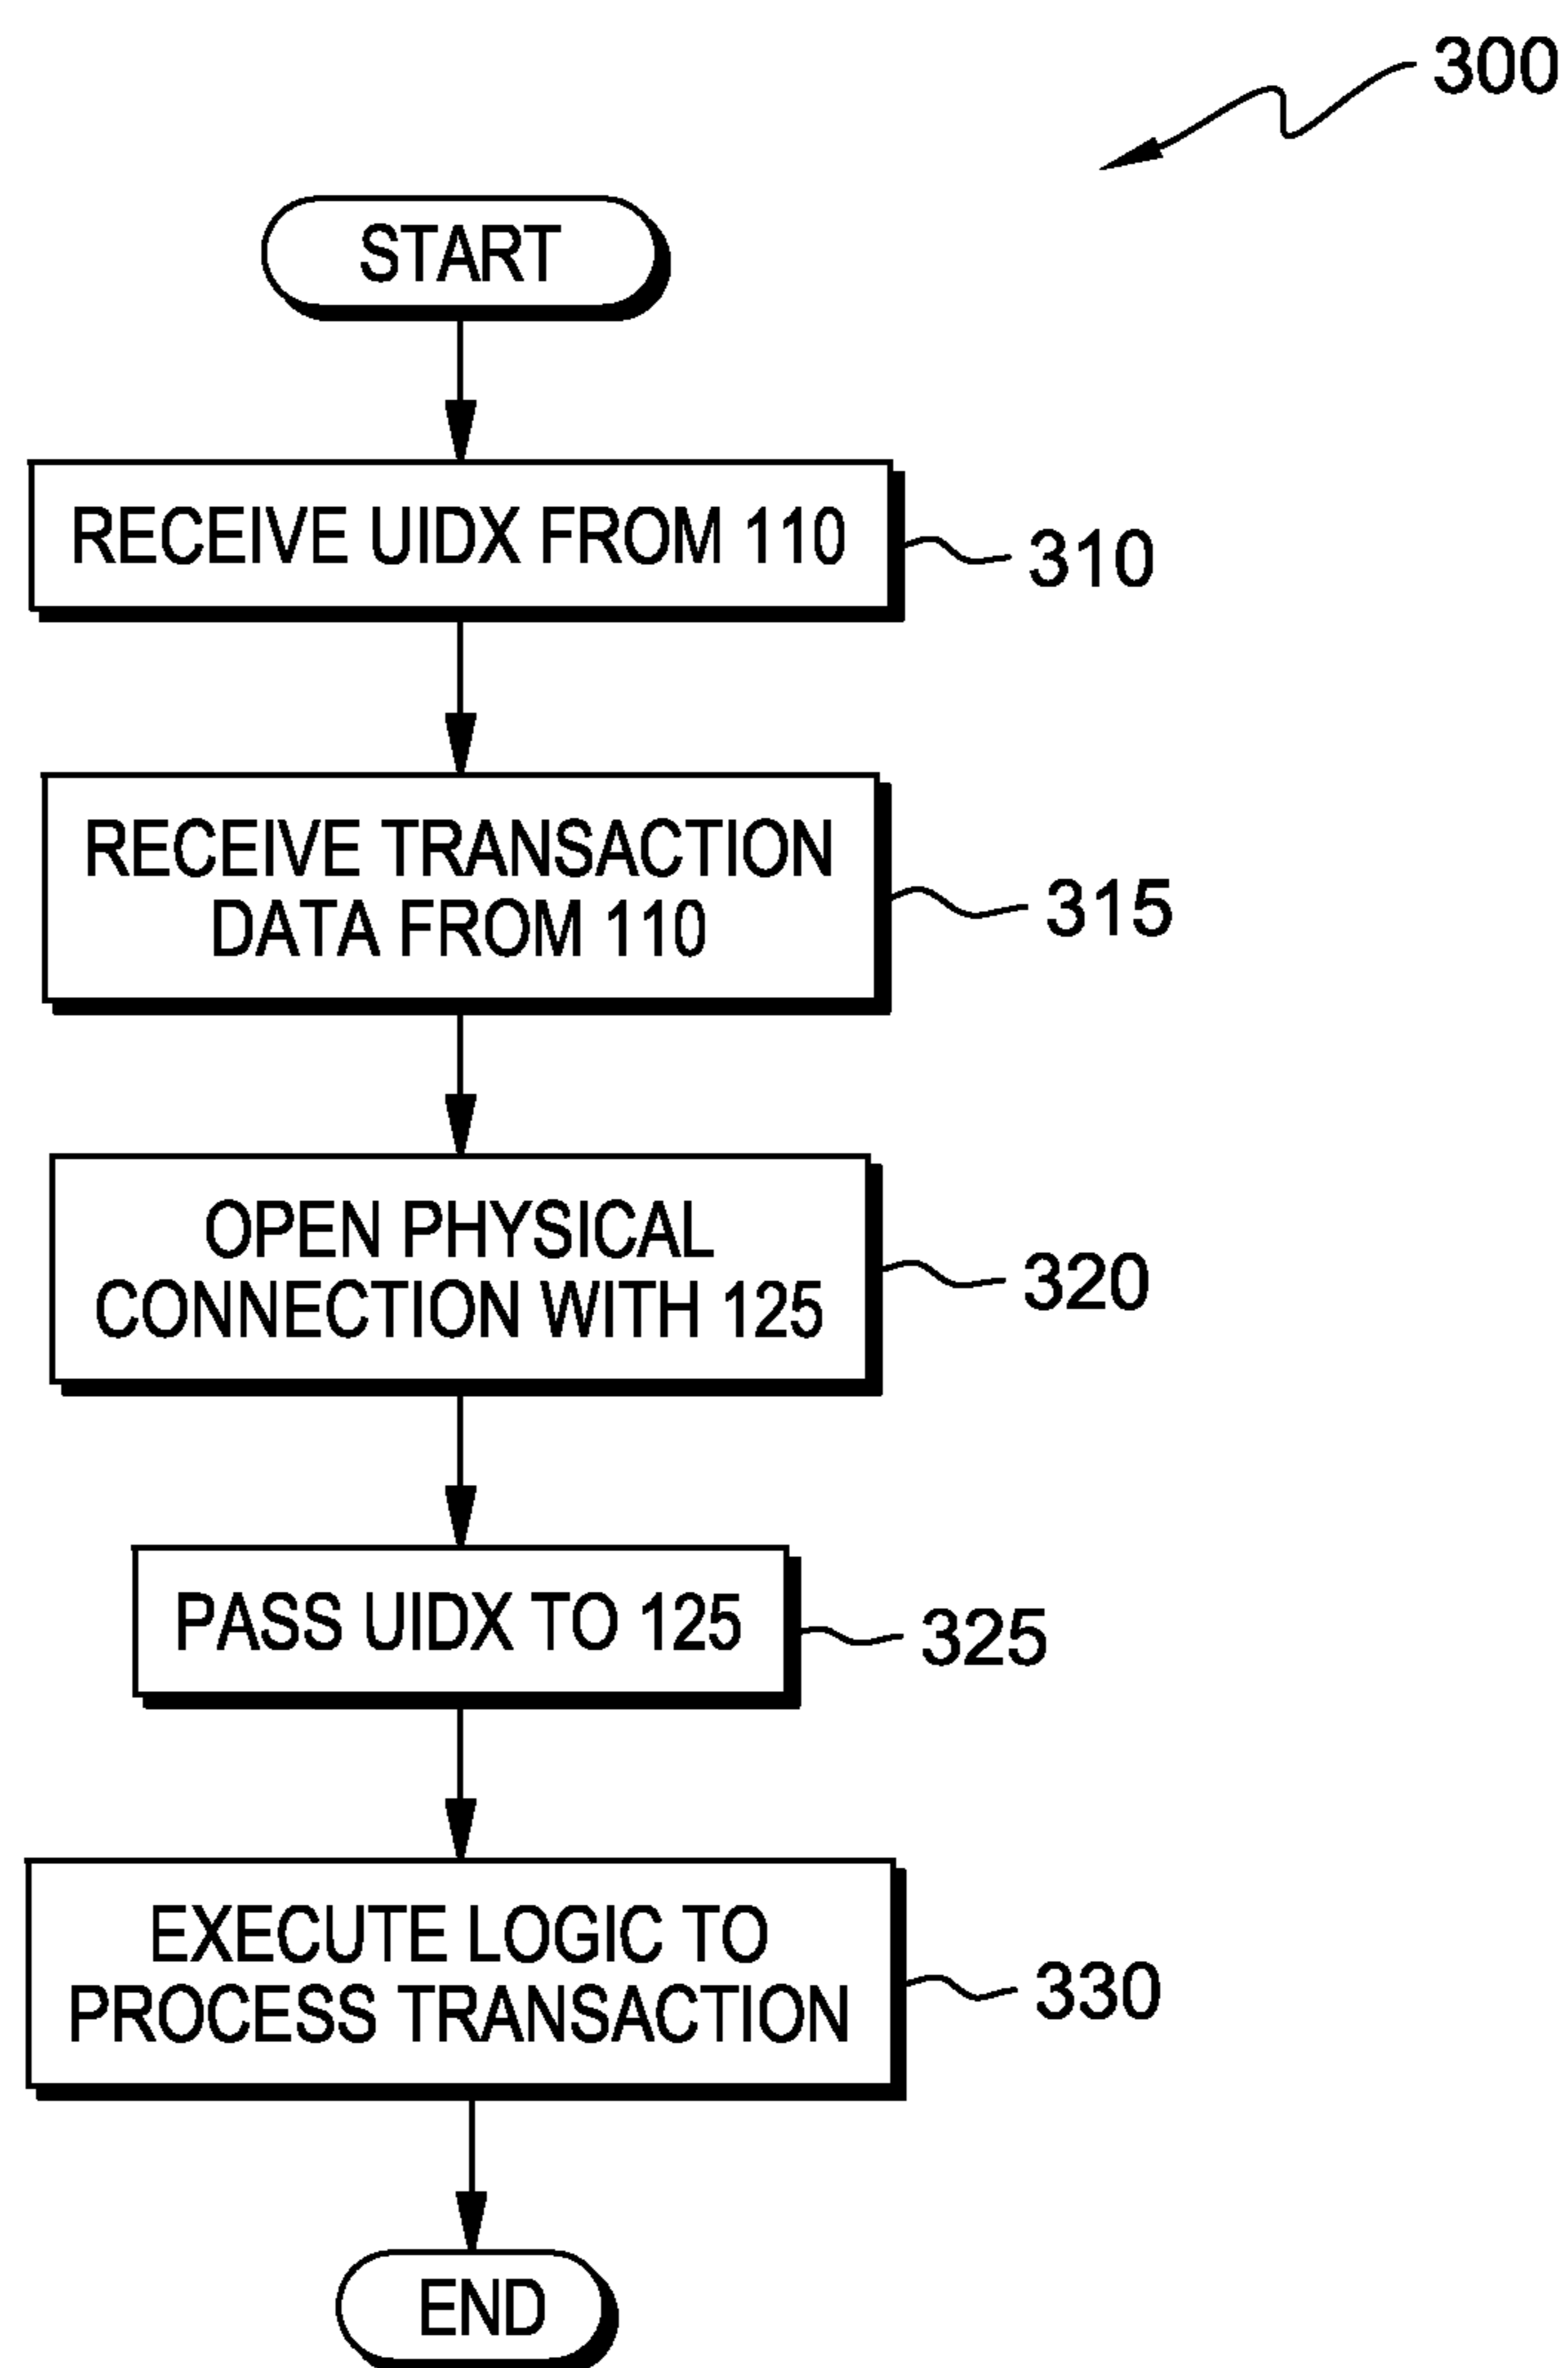 300
START
RECEIVE UIDX FROM 110
310
RECEIVE TRANSACTION
DATA FROM 110
315
OPEN PHYSICAL
CONNECTION WITH 125
320
PASS UIDX TO 125
325
EXECUTE LOGIC TO
PROCESS TRANSACTION
330
END